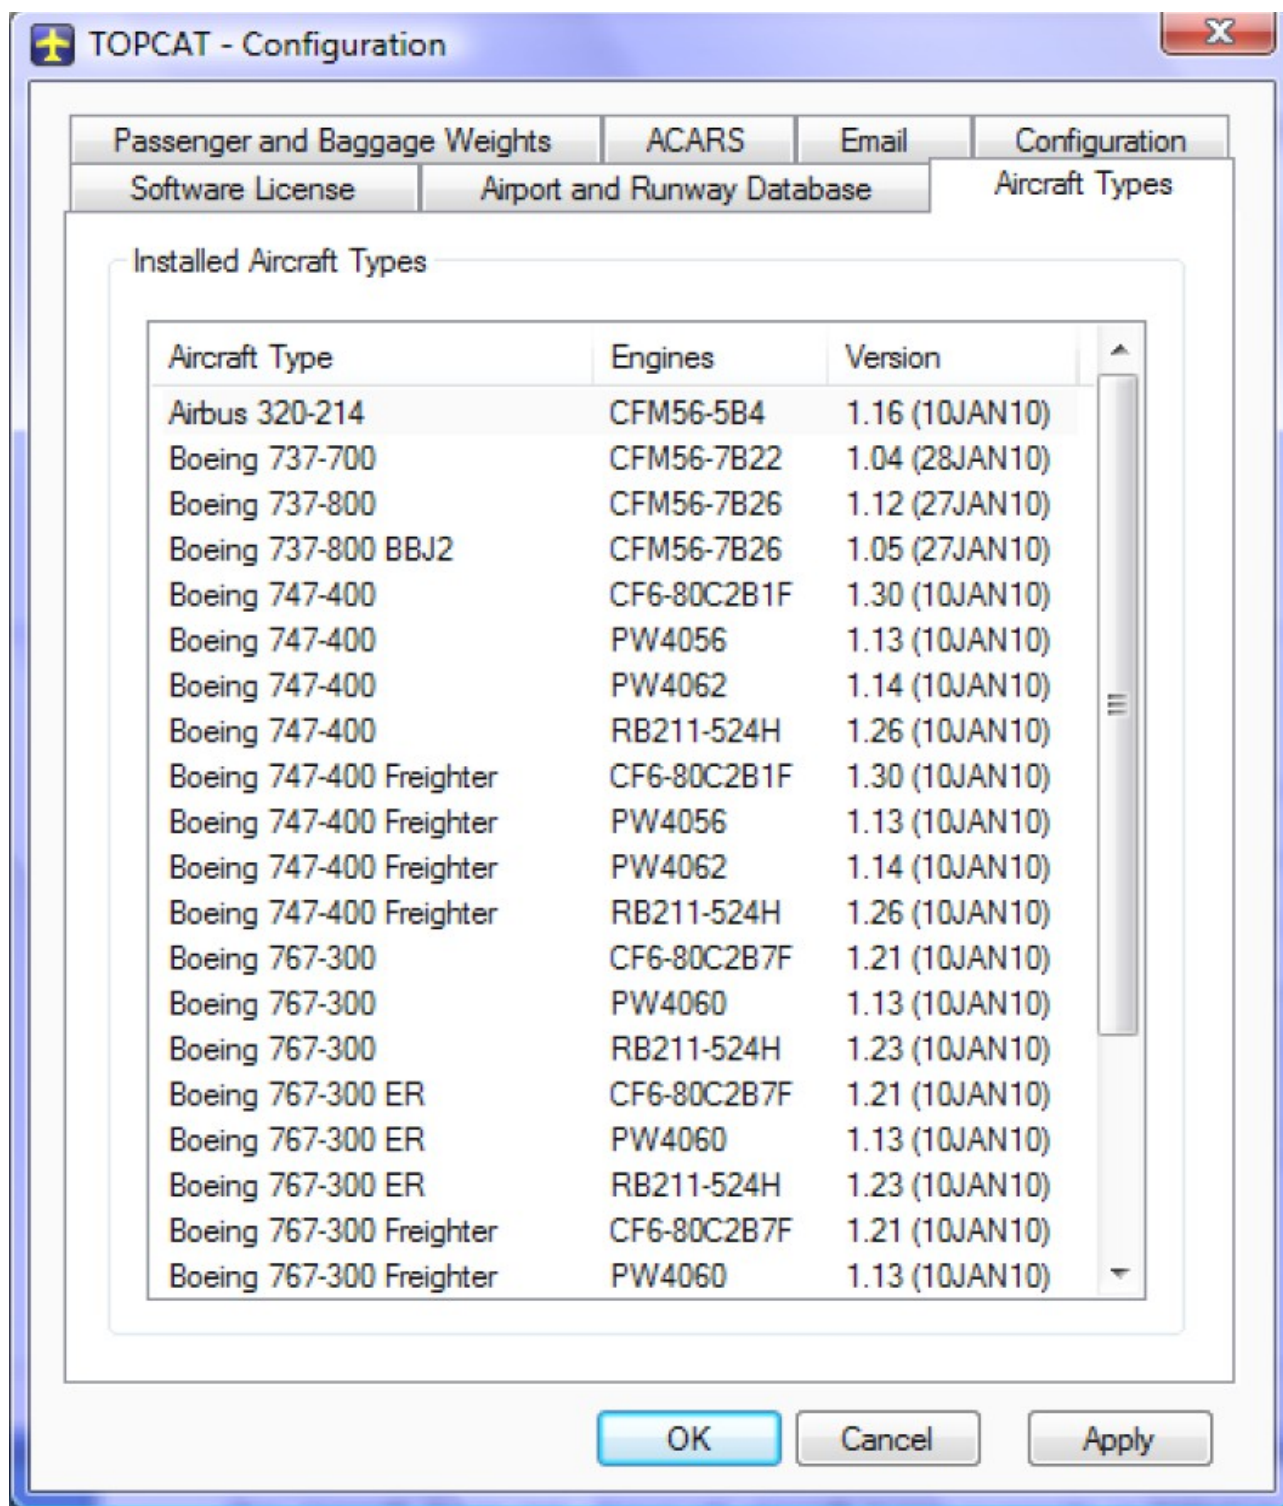 TOPCAT - Configuration
Passenger and Baggage Weights ACARS Email Configuration
Software License Airport and Runway Database Aircraft Types
Installed Aircraft Types
Aircraft Type Engines Version
Airbus 320-214 CFM56-5B4 1.16 (10JAN10)
Boeing 737-700 CFM56-7B22 1.04 (28JAN10)
Boeing 737-800 CFM56-7B26 1.12 (27JAN10)
Boeing 737-800 BBJ2 CFM56-7B26 1.05 (27JAN10)
Boeing 747-400 CF6-80C2B1F 1.30 (10JAN10)
Boeing 747-400 PW4056 1.13 (10JAN10)
Boeing 747-400 PW4062 1.14 (10JAN10)
Boeing 747-400 RB211-524H 1.26 (10JAN10)
Boeing 747-400 Freighter CF6-80C2B1F 1.30 (10JAN10)
Boeing 747-400 Freighter PW4056 1.13 (10JAN10)
Boeing 747-400 Freighter PW4062 1.14 (10JAN10)
Boeing 747-400 Freighter RB211-524H 1.26 (10JAN10)
Boeing 767-300 CF6-80C2B7F 1.21 (10JAN10)
Boeing 767-300 PW4060 1.13 (10JAN10)
Boeing 767-300 RB211-524H 1.23 (10JAN10)
Boeing 767-300 ER CF6-80C2B7F 1.21 (10JAN10)
Boeing 767-300 ER PW4060 1.13 (10JAN10)
Boeing 767-300 ER RB211-524H 1.23 (10JAN10)
Boeing 767-300 Freighter CF6-80C2B7F 1.21 (10JAN10)
Boeing 767-300 Freighter PW4060 1.13 (10JAN10)
OK Cancel Apply